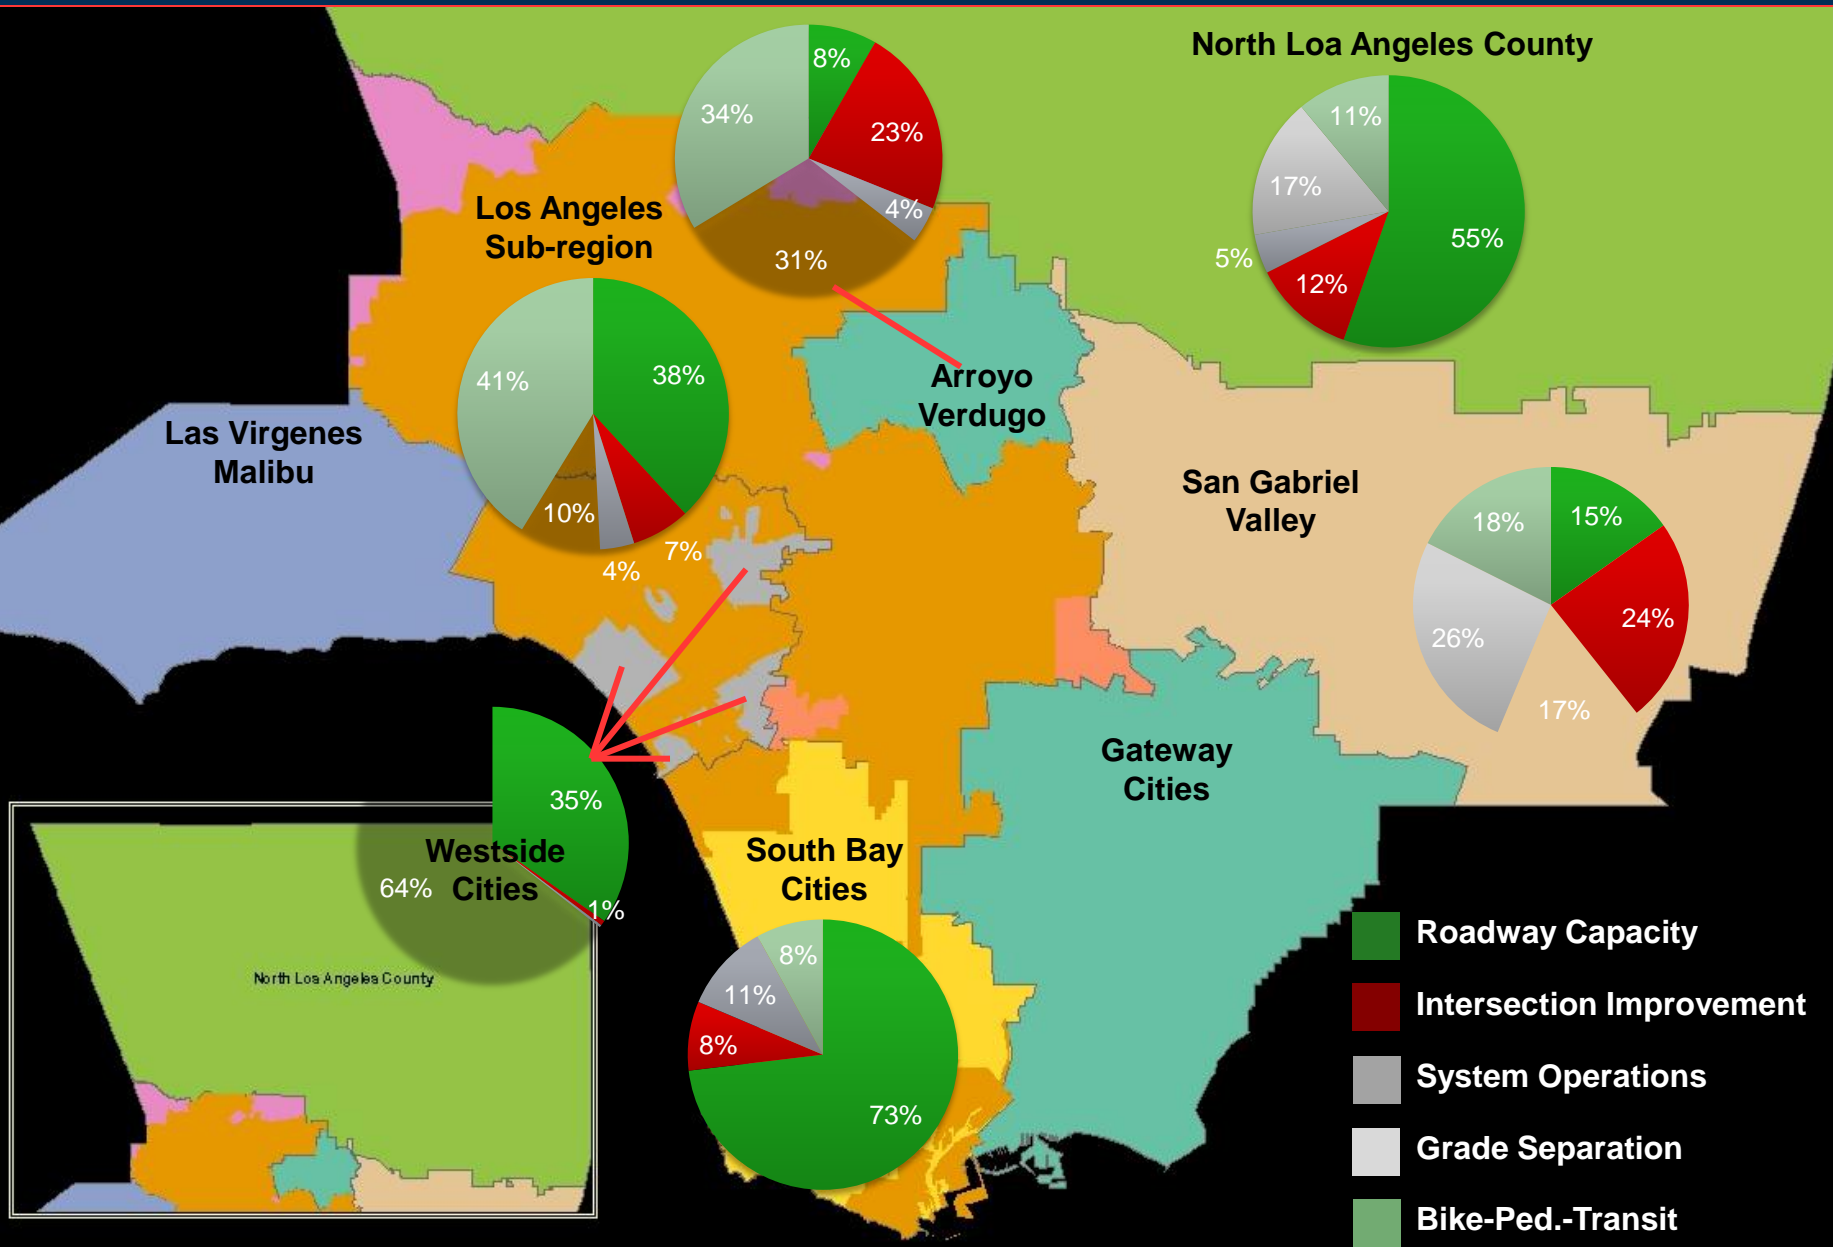 North Loa Angeles County
8%
34%
23%
4%
31%
11%
17%
55%
5%
12%
Los Angeles
Sub-region
41%
38%
10%
7%
4%
Arroyo
Verdugo
Las Virgenes
Malibu
San Gabriel
Valley
18%
15%
26%
24%
17%
Gateway
Cities
35%
Westside
Cities
64%
1%
South Bay
Cities
8%
11%
8%
73%
North Los Angeles County
Roadway Capacity
Intersection Improvement
System Operations
Grade Separation
Bike-Ped.-Transit